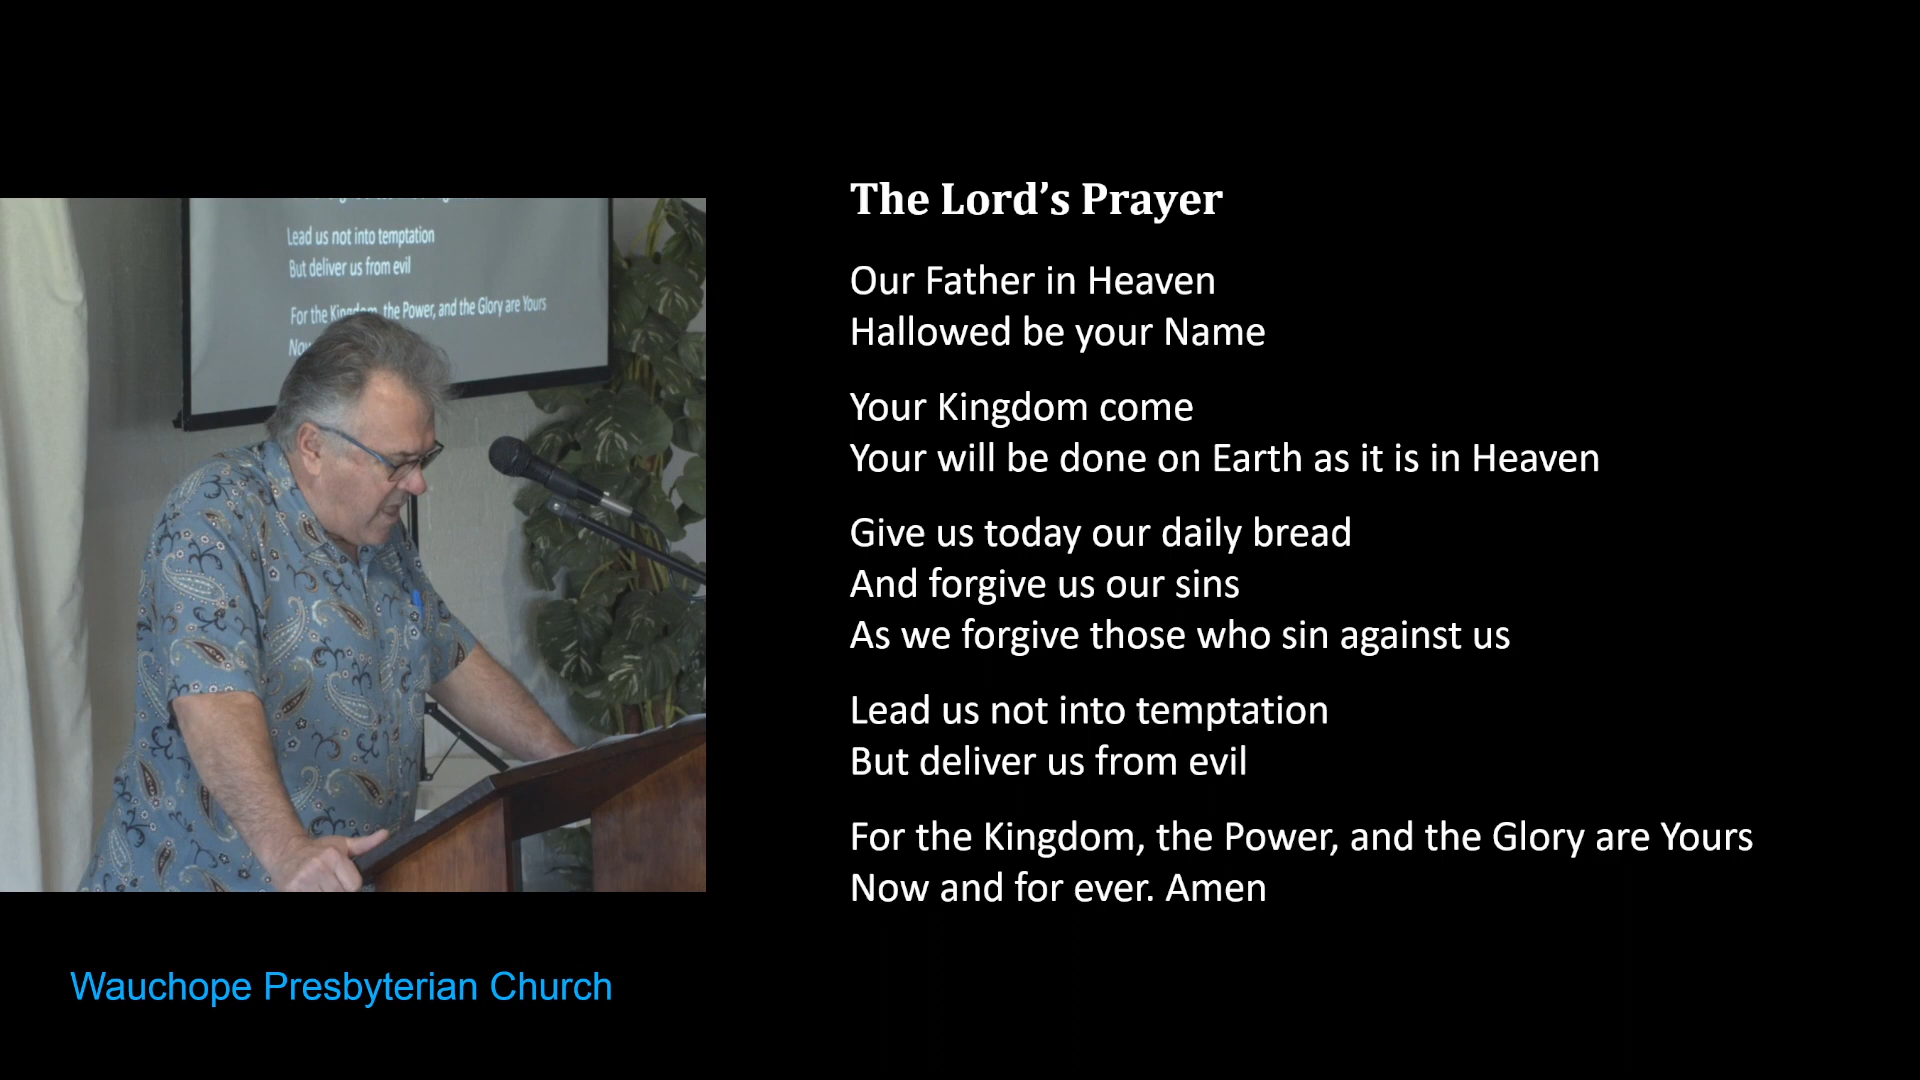 The Lord’s Prayer
Our Father in Heaven
Hallowed be your Name
Your Kingdom come
Your will be done on Earth as it is in Heaven
Give us today our daily bread
And forgive us our sins
As we forgive those who sin against us
Lead us not into temptation
But deliver us from evil
For the Kingdom, the Power, and the Glory are Yours
Now and for ever. Amen
Lead us not into temptation
But deliver us from evil
For the Kingdom, the Power, and the Glory are Yours
Wauchope Presbyterian Church